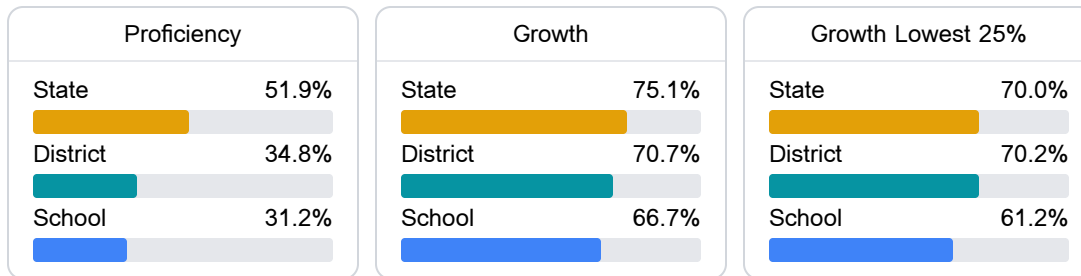 Proficiency
State 51.9%
District 34.8%
School 31.2%
Growth
State 75.1%
District 70.7%
School 66.7%
Growth Lowest 25%
State 70.0%
District 70.2%
School 61.2%